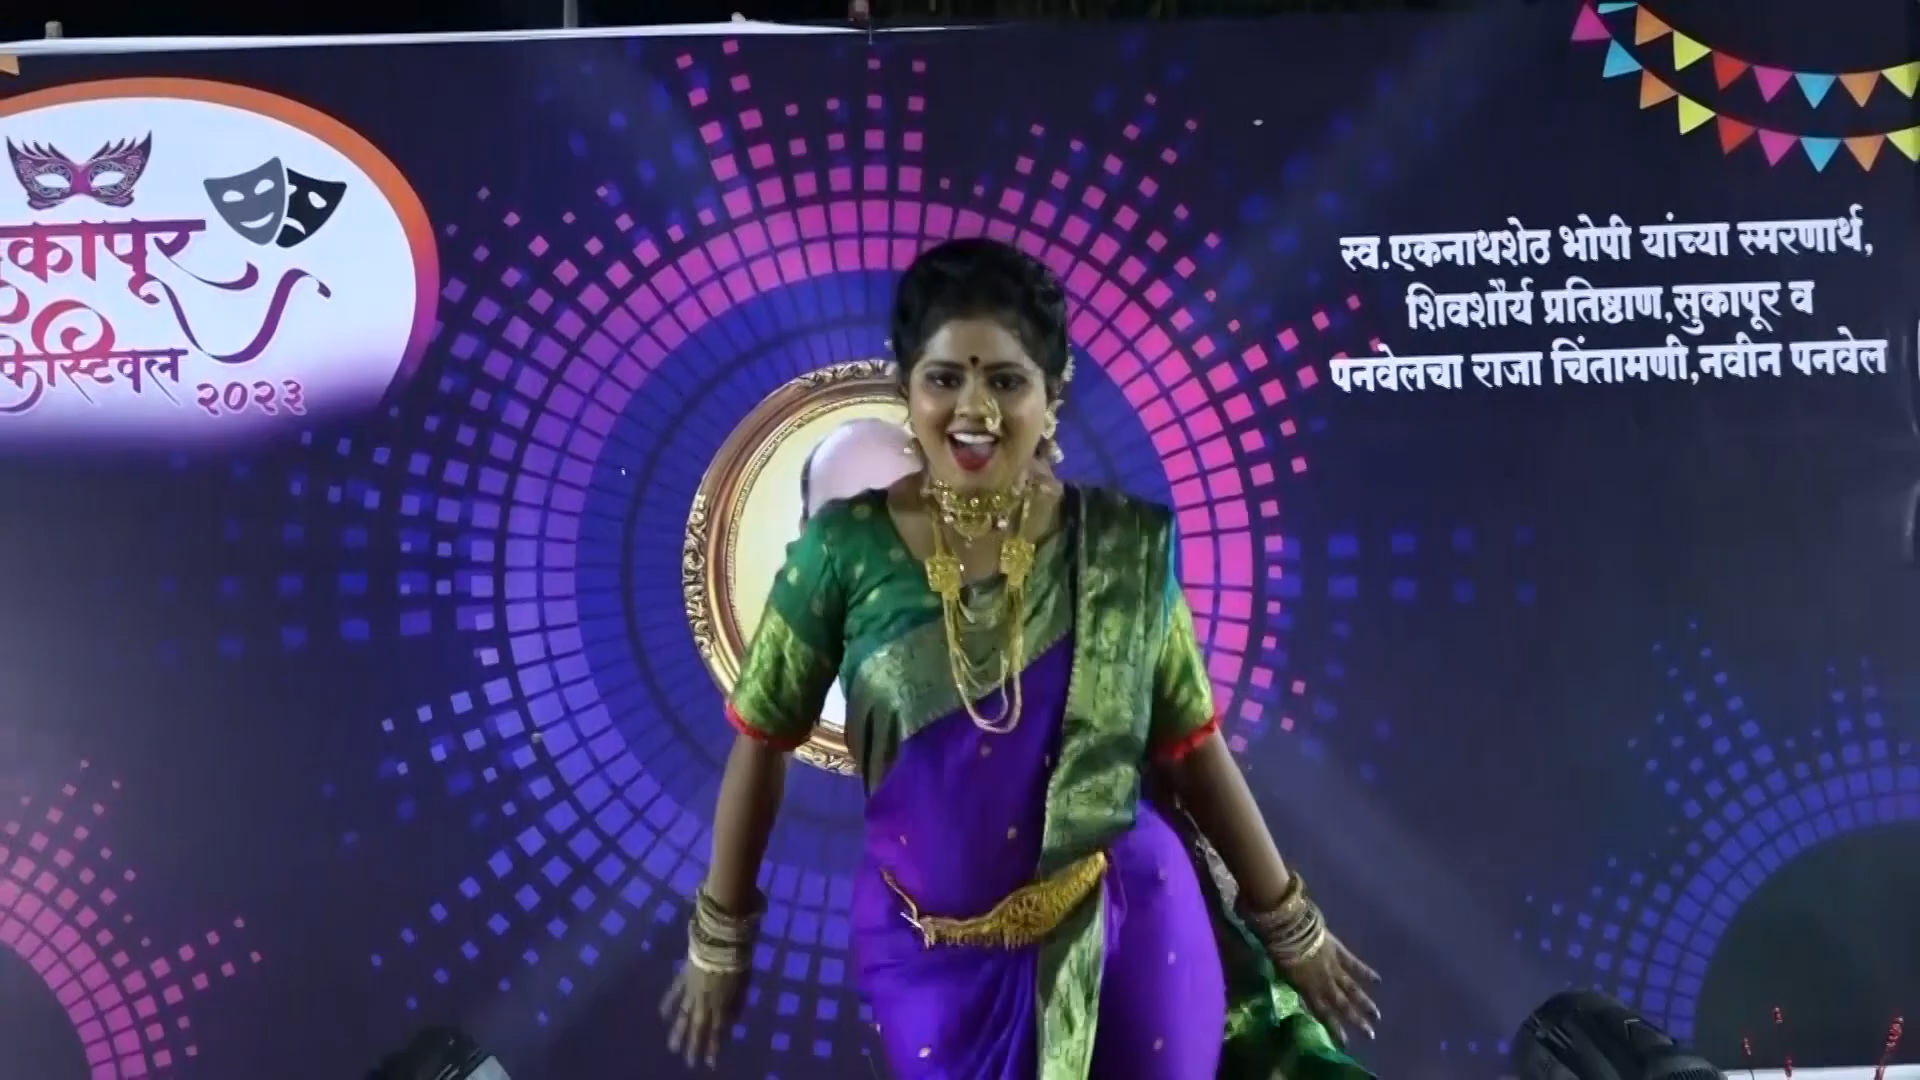 सुकापूर
फेस्टिवल
२०२३
स्व.एकनाथशेठ भोपी यांच्या स्मरणार्थ,
शिवशौर्य प्रतिष्ठाण,सुकापूर व
पनवेलचा राजा चिंतामणी,नवीन पनवेल